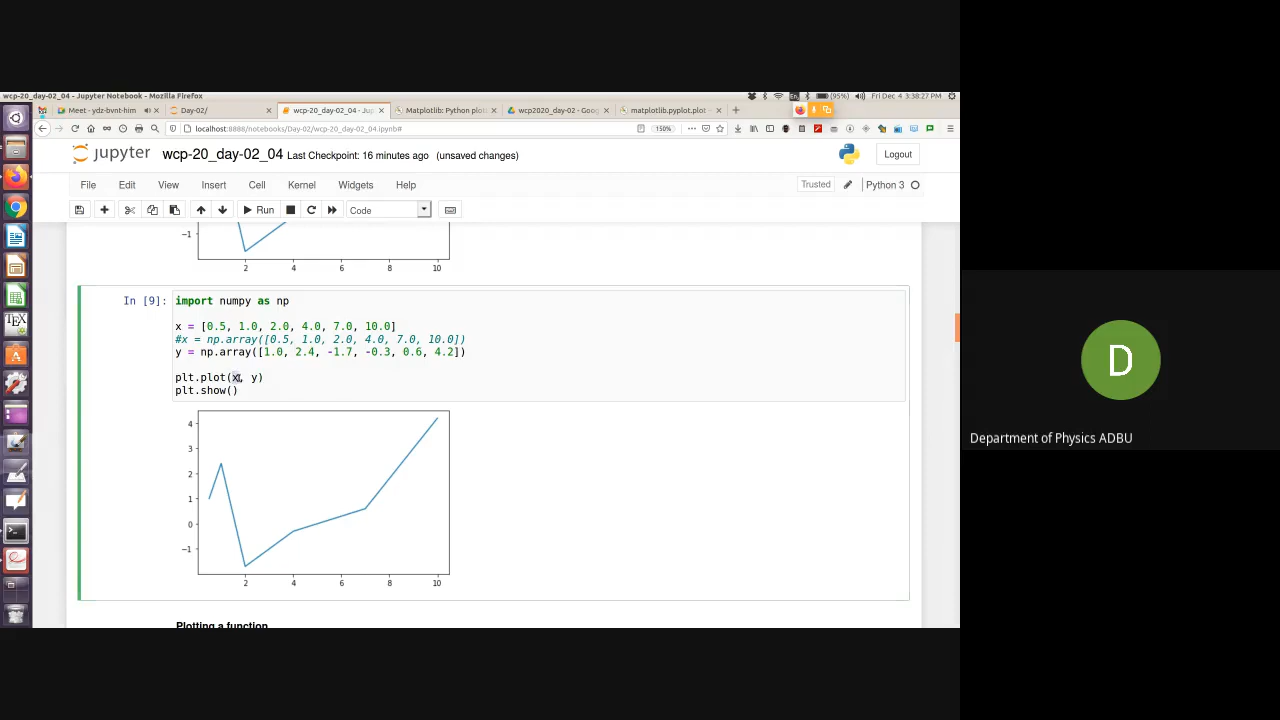 wcp-20_day-02_04 - Jupyter Notebook - Mozilla Firefox
En (95%) Fri Dec 4 3:38:27 PM
Meet - ydz-bvnt-him
Day-02/
wcp-20_day-02_04 - Jup
Matplotlib: Python plot
wcp2020_day-02 - Goog
matplotlib.pyplot.plot -
localhost:8888/notebooks/Day-02/wcp-20_day-02_04.ipynb#
150%
jupyter wcp-20_day-02_04 Last Checkpoint: 16 minutes ago (unsaved changes)
Logout
File Edit View Insert Cell Kernel Widgets Help
Trusted
Python 3
Run
Code
−1
2 4 6 8 10
In [9]: import numpy as np
x = [0.5, 1.0, 2.0, 4.0, 7.0, 10.0]
#x = np.array([0.5, 1.0, 2.0, 4.0, 7.0, 10.0])
y = np.array([1.0, 2.4, -1.7, -0.3, 0.6, 4.2])
plt.plot(x, y)
plt.show()
4
3
2
1
0
−1
2 4 6 8 10
Plotting a function
TEX
D
Department of Physics ADBU